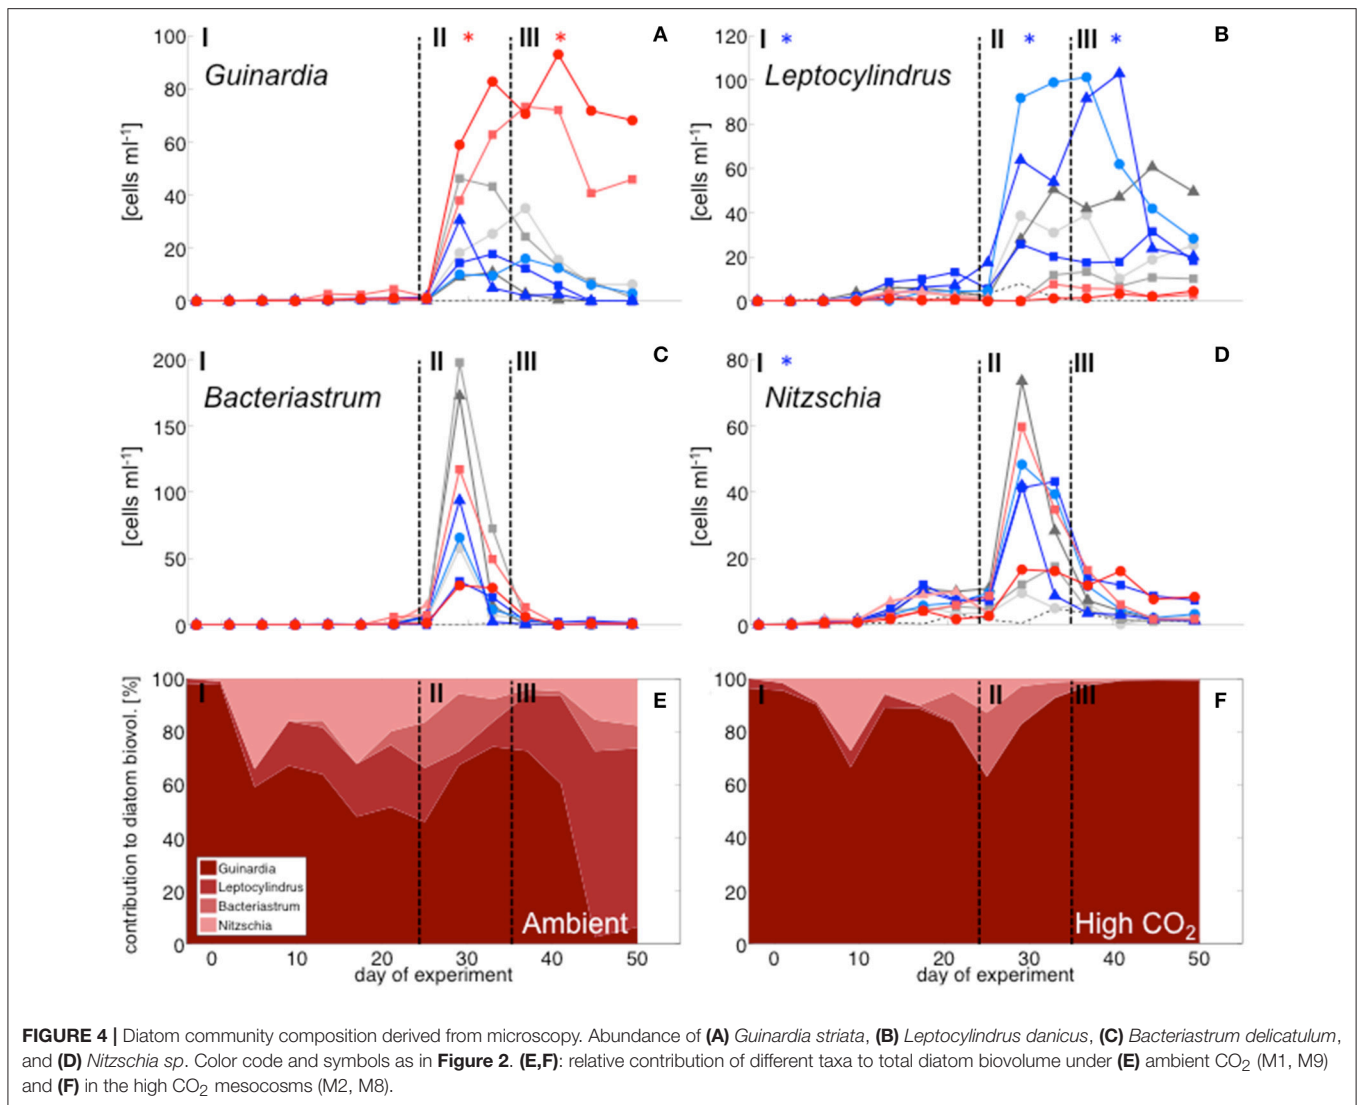 100 I II * III * A
Guinardia
80
60
40
20
0
[cells ml-1]
120 I * II * III * B
Leptocylindrus
100
80
60
40
20
0
[cells ml-1]
200 I II III C
Bacteriastrum
150
100
50
0
[cells ml-1]
80 I * II III D
Nitzschia
60
40
20
0
[cells ml-1]
100 I II III E
80
60
40
20
0
contribution to diatom biovol. [%]
Guinardia
Leptocylindrus
Bacteriastrum
Nitzschia
Ambient
0 10 20 30 40 50
day of experiment
100 I II III F
80
60
40
20
0
High CO2
0 10 20 30 40 50
day of experiment
FIGURE 4 | Diatom community composition derived from microscopy. Abundance of (A) Guinardia striata, (B) Leptocylindrus danicus, (C) Bacteriastrum delicatulum,
and (D) Nitzschia sp. Color code and symbols as in Figure 2. (E,F): relative contribution of different taxa to total diatom biovolume under (E) ambient CO2 (M1, M9)
and (F) in the high CO2 mesocosms (M2, M8).